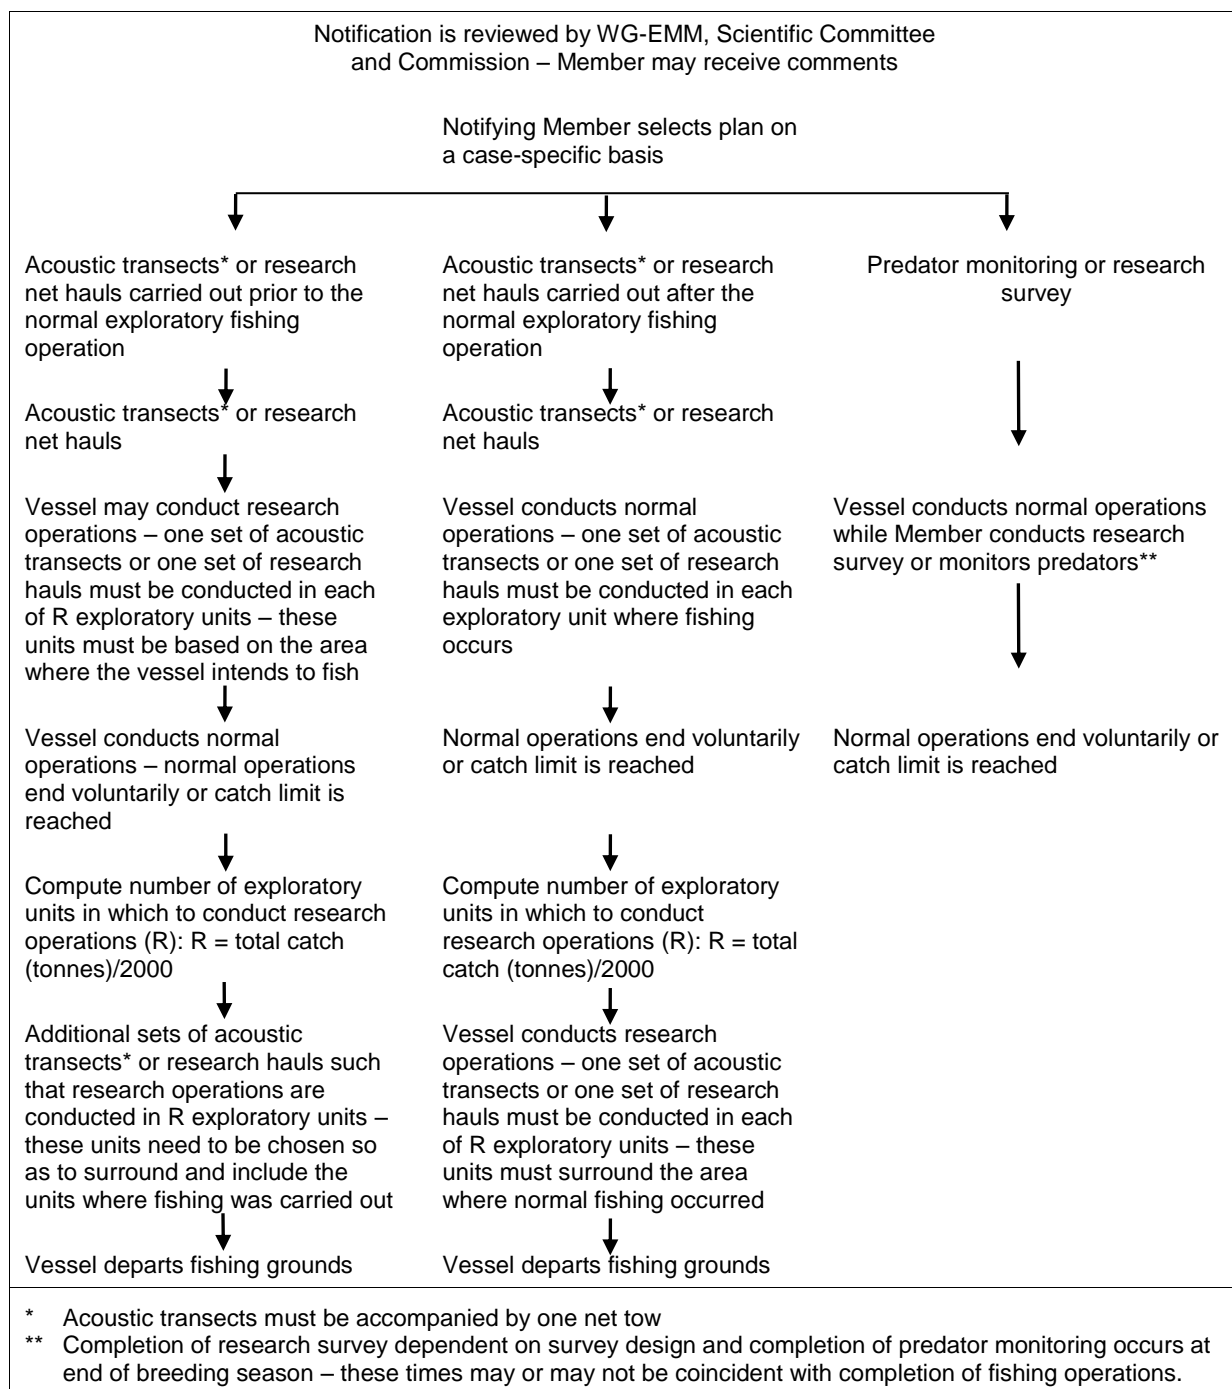 Notification is reviewed by WG-EMM, Scientific Committee
and Commission – Member may receive comments
Notifying Member selects plan on
a case-specific basis
Acoustic transects* or research
net hauls carried out prior to the
normal exploratory fishing
operation
Acoustic transects* or research
net hauls
Vessel may conduct research
operations – one set of acoustic
transects or one set of research
hauls must be conducted in each
of R exploratory units – these
units must be based on the area
where the vessel intends to fish
Vessel conducts normal
operations – normal operations
end voluntarily or catch limit is
reached
Compute number of exploratory
units in which to conduct research
operations (R): R = total catch
(tonnes)/2000
Additional sets of acoustic
transects* or research hauls such
that research operations are
conducted in R exploratory units –
these units need to be chosen so
as to surround and include the
units where fishing was carried out
Vessel departs fishing grounds
Acoustic transects* or research
net hauls carried out after the
normal exploratory fishing
operation
Acoustic transects* or research
net hauls
Vessel conducts normal
operations – one set of acoustic
transects or one set of research
hauls must be conducted in each
exploratory unit where fishing
occurs
Normal operations end voluntarily
or catch limit is reached
Compute number of exploratory
units in which to conduct
research operations (R): R = total
catch (tonnes)/2000
Vessel conducts research
operations – one set of acoustic
transects or one set of research
hauls must be conducted in each
of R exploratory units – these
units must surround the area
where normal fishing occurred
Vessel departs fishing grounds
Predator monitoring or research
survey
Vessel conducts normal operations
while Member conducts research
survey or monitors predators**
Normal operations end voluntarily or
catch limit is reached
* Acoustic transects must be accompanied by one net tow
** Completion of research survey dependent on survey design and completion of predator monitoring occurs at
end of breeding season – these times may or may not be coincident with completion of fishing operations.